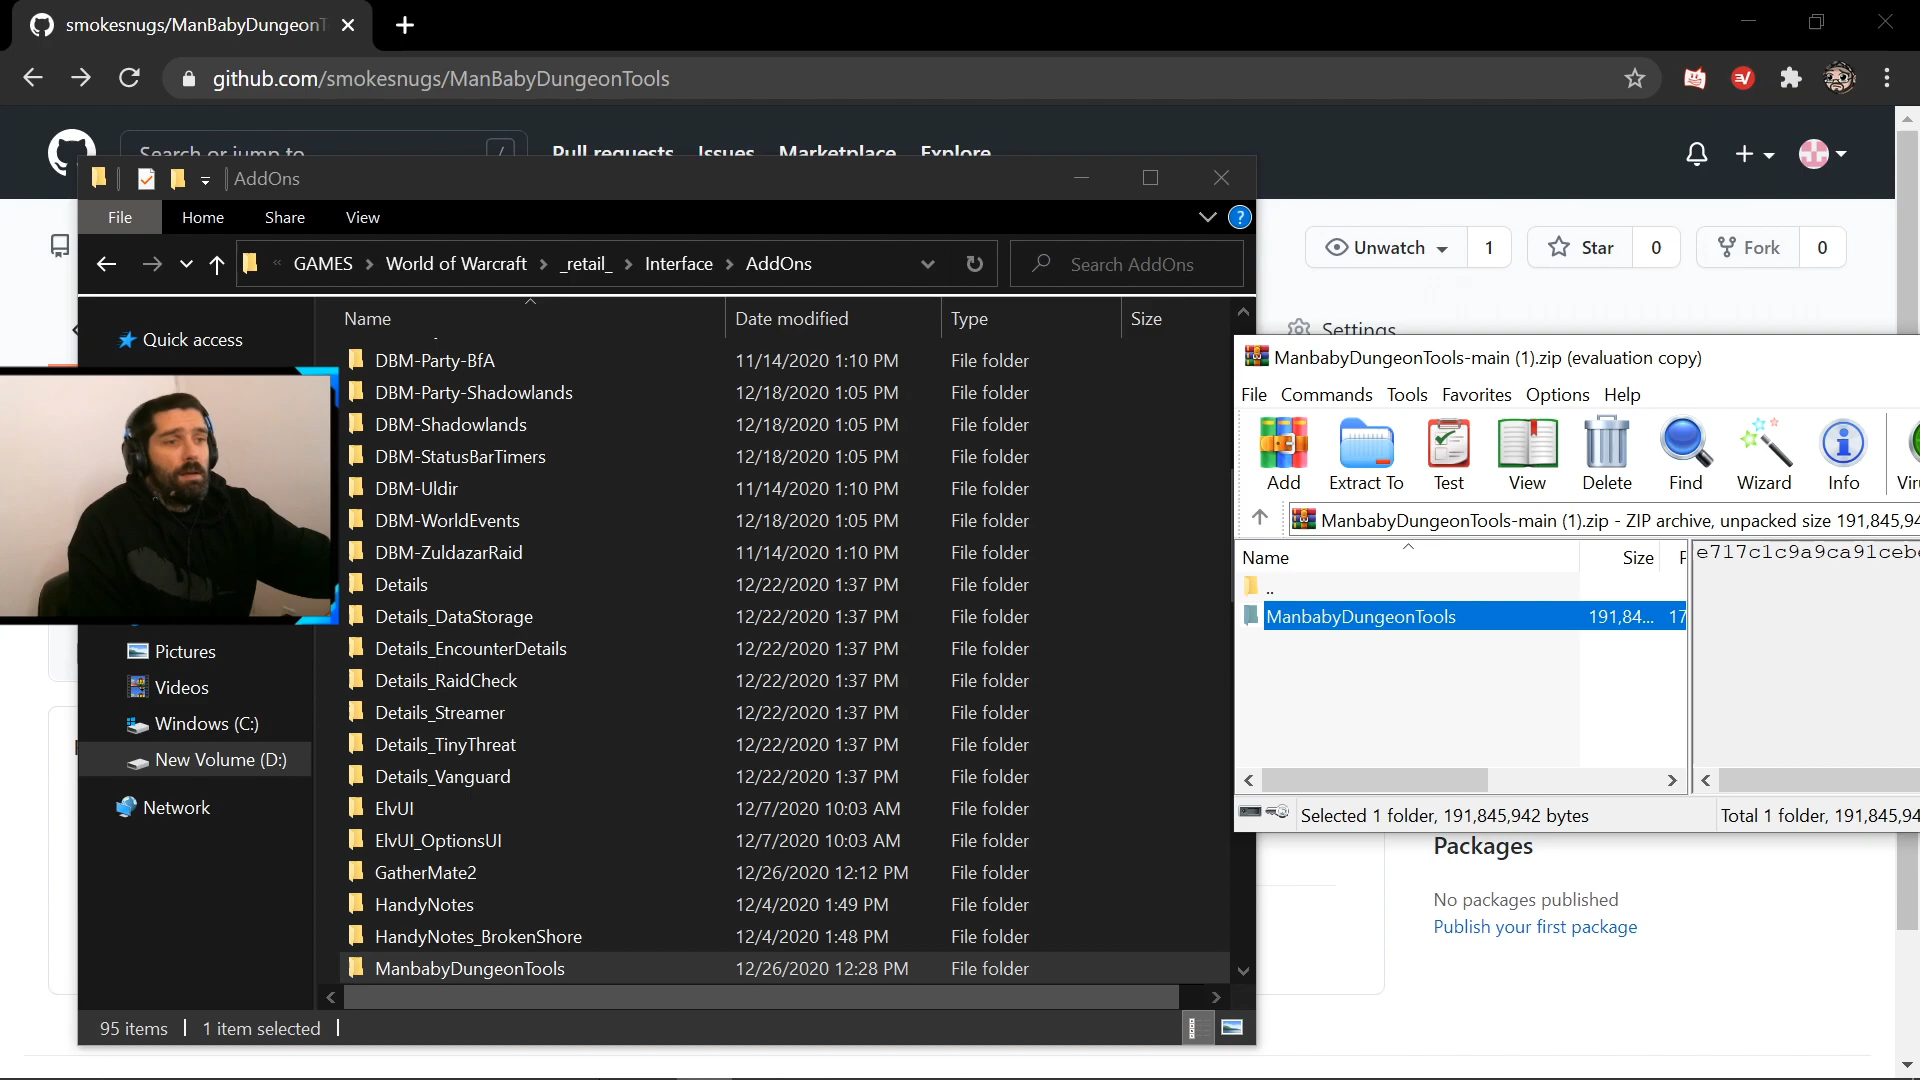 smokesnugs/ManBabyDungeonT
github.com/smokesnugs/ManBabyDungeonTools
Search or jump to
/
Pull requests Issues Marketplace Explore
AddOns
File Home Share View
?
« GAMES > World of Warcraft > _retail_ > Interface > AddOns
Search AddOns
Unwatch 1
Star 0
Fork 0
Settings
Name Date modified Type Size
Quick access
Pictures
Videos
Windows (C:)
New Volume (D:)
Network
DBM-Party-BfA 11/14/2020 1:10 PM File folder
DBM-Party-Shadowlands 12/18/2020 1:05 PM File folder
DBM-Shadowlands 12/18/2020 1:05 PM File folder
DBM-StatusBarTimers 12/18/2020 1:05 PM File folder
DBM-Uldir 11/14/2020 1:10 PM File folder
DBM-WorldEvents 12/18/2020 1:05 PM File folder
DBM-ZuldazarRaid 11/14/2020 1:10 PM File folder
Details 12/22/2020 1:37 PM File folder
Details_DataStorage 12/22/2020 1:37 PM File folder
Details_EncounterDetails 12/22/2020 1:37 PM File folder
Details_RaidCheck 12/22/2020 1:37 PM File folder
Details_Streamer 12/22/2020 1:37 PM File folder
Details_TinyThreat 12/22/2020 1:37 PM File folder
Details_Vanguard 12/22/2020 1:37 PM File folder
ElvUI 12/7/2020 10:03 AM File folder
ElvUI_OptionsUI 12/7/2020 10:03 AM File folder
GatherMate2 12/26/2020 12:12 PM File folder
HandyNotes 12/4/2020 1:49 PM File folder
HandyNotes_BrokenShore 12/4/2020 1:48 PM File folder
ManbabyDungeonTools 12/26/2020 12:28 PM File folder
95 items 1 item selected
ManbabyDungeonTools-main (1).zip (evaluation copy)
File Commands Tools Favorites Options Help
Add Extract To Test View Delete Find Wizard Info Viru
ManbabyDungeonTools-main (1).zip - ZIP archive, unpacked size 191,845,94
Name Size
e717c1c9a9ca91ceb
..
ManbabyDungeonTools 191,84... 17
Selected 1 folder, 191,845,942 bytes
Total 1 folder, 191,845,94
Packages
No packages published
Publish your first package